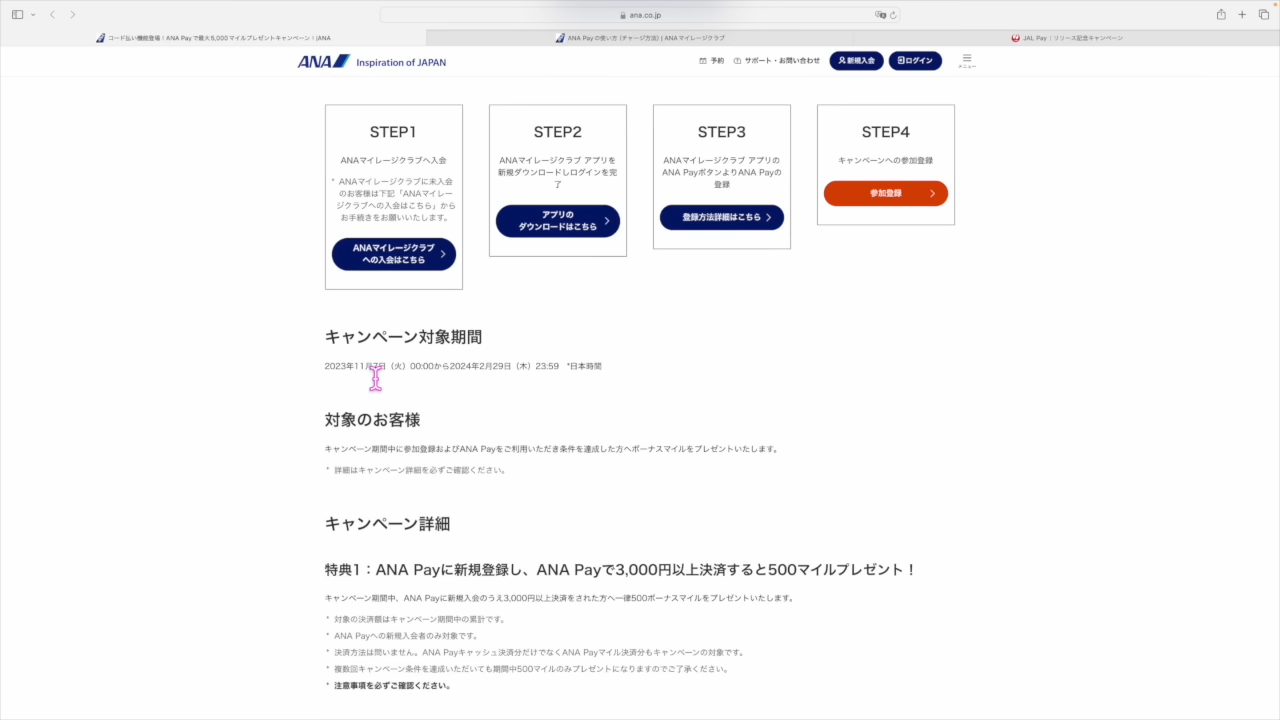 ana.co.jp
コード払い機能登場！ANA Payで最大5,000マイルプレゼントキャンペーン！|ANA
ANA Payの使い方（チャージ方法）| ANAマイレージクラブ
JAL Pay｜リリース記念キャンペーン
ANA Inspiration of JAPAN
予約
サポート・お問い合わせ
新規入会
ログイン
メニュー
STEP1
ANAマイレージクラブへ入会
* ANAマイレージクラブに未入会
のお客様は下記「ANAマイレー
ジクラブへの入会はこちら」から
お手続きをお願いいたします。
ANAマイレージクラブ
への入会はこちら
STEP2
ANAマイレージクラブ アプリを
新規ダウンロードしログインを完
了
アプリの
ダウンロードはこちら
STEP3
ANAマイレージクラブ アプリの
ANA PayボタンよりANA Payの
登録
登録方法詳細はこちら
STEP4
キャンペーンへの参加登録
参加登録
キャンペーン対象期間
2023年11月7日（火）00:00から2024年2月29日（木）23:59 *日本時間
対象のお客様
キャンペーン期間中に参加登録およびANA Payをご利用いただき条件を達成した方へボーナスマイルをプレゼントいたします。
* 詳細はキャンペーン詳細を必ずご確認ください。
キャンペーン詳細
特典1：ANA Payに新規登録し、ANA Payで3,000円以上決済すると500マイルプレゼント！
キャンペーン期間中、ANA Payに新規入会のうえ3,000円以上決済をされた方へ一律500ボーナスマイルをプレゼントいたします。
* 対象の決済額はキャンペーン期間中の累計です。
* ANA Payへの新規入会者のみ対象です。
* 決済方法は問いません。ANA Payキャッシュ決済分だけでなくANA Payマイル決済分もキャンペーンの対象です。
* 複数回キャンペーン条件を達成いただいても期間中500マイルのみプレゼントになりますのでご了承ください。
* 注意事項を必ずご確認ください。